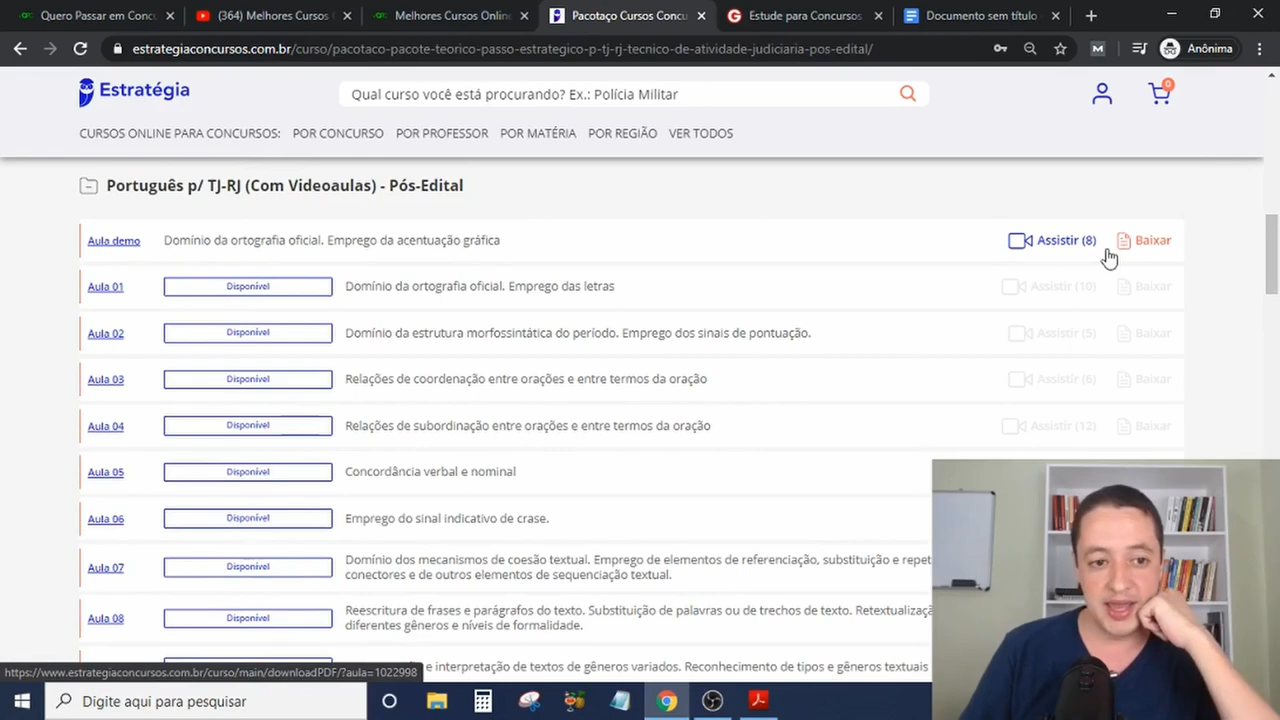 Quero Passar em Conc
(364) Melhores Cursos
Melhores Cursos Online
Pacotaço Cursos Conc
Estude para Concursos
Documento sem título
estrategiaconcursos.com.br/curso/pacotaco-pacote-teorico-passo-estrategico-p-tj-rj-tecnico-de-atividade-judiciaria-pos-edital/
M
Anônima
Estratégia
Qual curso você está procurando? Ex.: Polícia Militar
0
CURSOS ONLINE PARA CONCURSOS: POR CONCURSO POR PROFESSOR POR MATÉRIA POR REGIÃO VER TODOS
Português p/ TJ-RJ (Com Videoaulas) - Pós-Edital
Aula demo Domínio da ortografia oficial. Emprego da acentuação gráfica Assistir (8) Baixar
Aula 01 Disponível Domínio da ortografia oficial. Emprego das letras Assistir (10) Baixar
Aula 02 Disponível Domínio da estrutura morfossintática do período. Emprego dos sinais de pontuação. Assistir (5) Baixar
Aula 03 Disponível Relações de coordenação entre orações e entre termos da oração Assistir (6) Baixar
Aula 04 Disponível Relações de subordinação entre orações e entre termos da oração Assistir (12) Baixar
Aula 05 Disponível Concordância verbal e nominal
Aula 06 Disponível Emprego do sinal indicativo de crase.
Aula 07 Disponível Domínio dos mecanismos de coesão textual. Emprego de elementos de referenciação, substituição e repet
conectores e de outros elementos de sequenciação textual.
Aula 08 Disponível Reescritura de frases e parágrafos do texto. Substituição de palavras ou de trechos de texto. Retextualizaçã
diferentes gêneros e níveis de formalidade.
e interpretação de textos de gêneros variados. Reconhecimento de tipos e gêneros textuais
https://www.estrategiaconcursos.com.br/curso/main/downloadPDF/?aula=1022998
Digite aqui para pesquisar